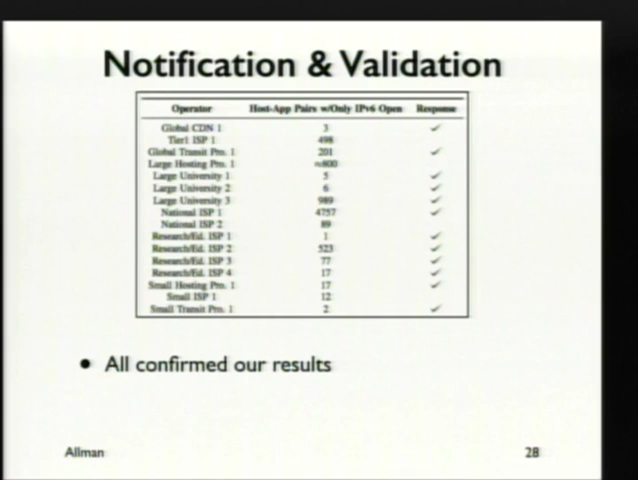 Notification & Validation
Operator Host-App Pairs w/Only IPv6 Open Response
Global CDN 1 3 ✓
Tier1 ISP 1 498
Global Transit Pro. 1 201 ✓
Large Hosting Pro. 1 ≈800
Large University 1 5 ✓
Large University 2 6 ✓
Large University 3 989 ✓
National ISP 1 4757 ✓
National ISP 2 89
Research/Ed. ISP 1 1 ✓
Research/Ed. ISP 2 523 ✓
Research/Ed. ISP 3 77 ✓
Research/Ed. ISP 4 17 ✓
Small Hosting Pro. 1 17 ✓
Small ISP 1 12
Small Transit Pro. 1 2 ✓
• All confirmed our results
Allman 28